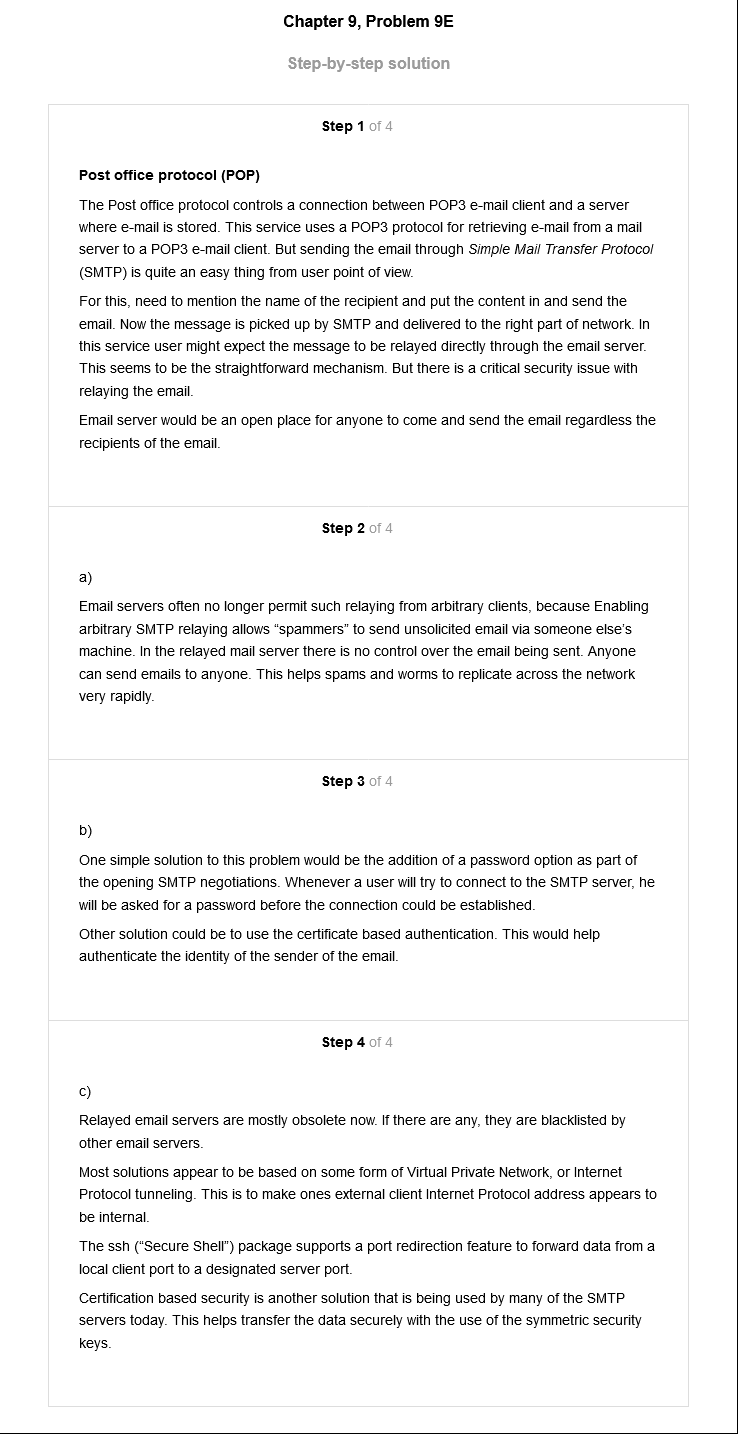 Chapter 9, Problem 9E
Step-by-step solution
Step 1 of 4
Post office protocol (POP)
The Post office protocol controls a connection between POP3 e-mail client and a server
where e-mail is stored. This service uses a POP3 protocol for retrieving e-mail from a mail
server to a POP3 e-mail client. But sending the email through Simple Mail Transfer Protocol
(SMTP) is quite an easy thing from user point of view.
For this, need to mention the name of the recipient and put the content in and send the
email. Now the message is picked up by SMTP and delivered to the right part of network. In
this service user might expect the message to be relayed directly through the email server.
This seems to be the straightforward mechanism. But there is a critical security issue with
relaying the email.
Email server would be an open place for anyone to come and send the email regardless the
recipients of the email.
Step 2 of 4
a)
Email servers often no longer permit such relaying from arbitrary clients, because Enabling
arbitrary SMTP relaying allows “spammers” to send unsolicited email via someone else’s
machine. In the relayed mail server there is no control over the email being sent. Anyone
can send emails to anyone. This helps spams and worms to replicate across the network
very rapidly.
Step 3 of 4
b)
One simple solution to this problem would be the addition of a password option as part of
the opening SMTP negotiations. Whenever a user will try to connect to the SMTP server, he
will be asked for a password before the connection could be established.
Other solution could be to use the certificate based authentication. This would help
authenticate the identity of the sender of the email.
Step 4 of 4
c)
Relayed email servers are mostly obsolete now. If there are any, they are blacklisted by
other email servers.
Most solutions appear to be based on some form of Virtual Private Network, or Internet
Protocol tunneling. This is to make ones external client Internet Protocol address appears to
be internal.
The ssh (“Secure Shell”) package supports a port redirection feature to forward data from a
local client port to a designated server port.
Certification based security is another solution that is being used by many of the SMTP
servers today. This helps transfer the data securely with the use of the symmetric security
keys.